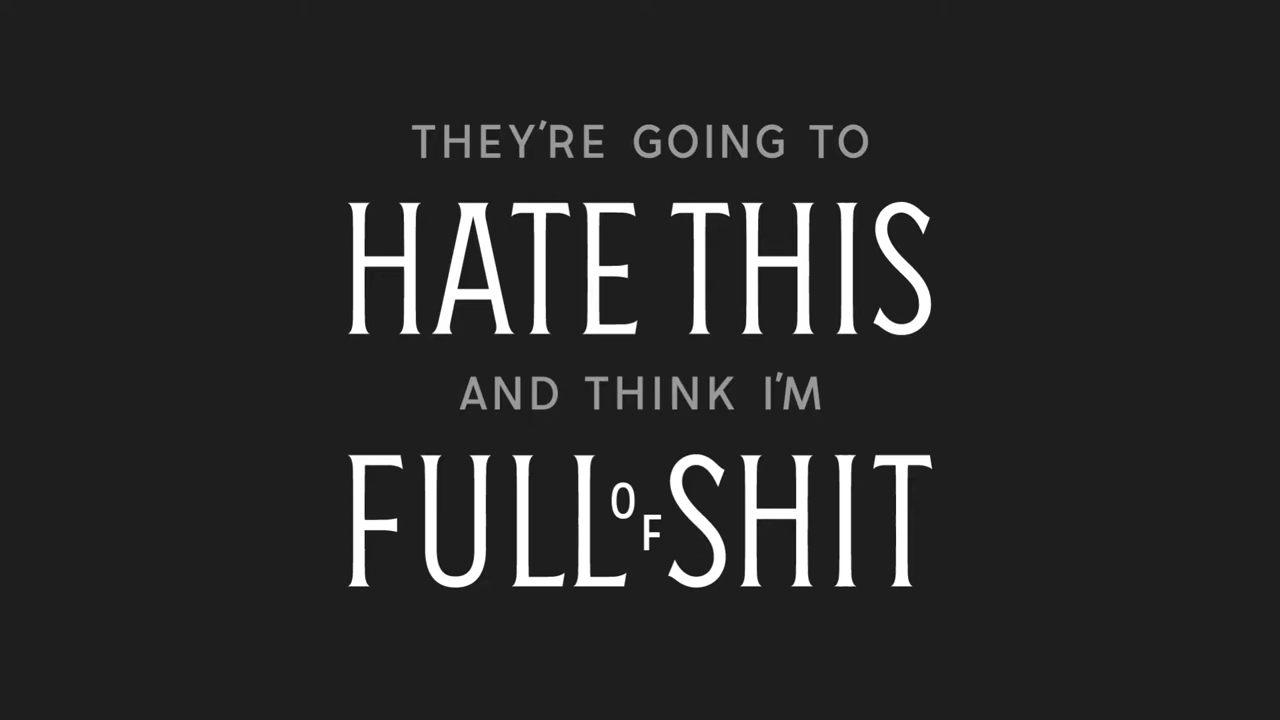 THEY'RE GOING TO
HATE THIS
AND THINK I'M
FULL OF SHIT